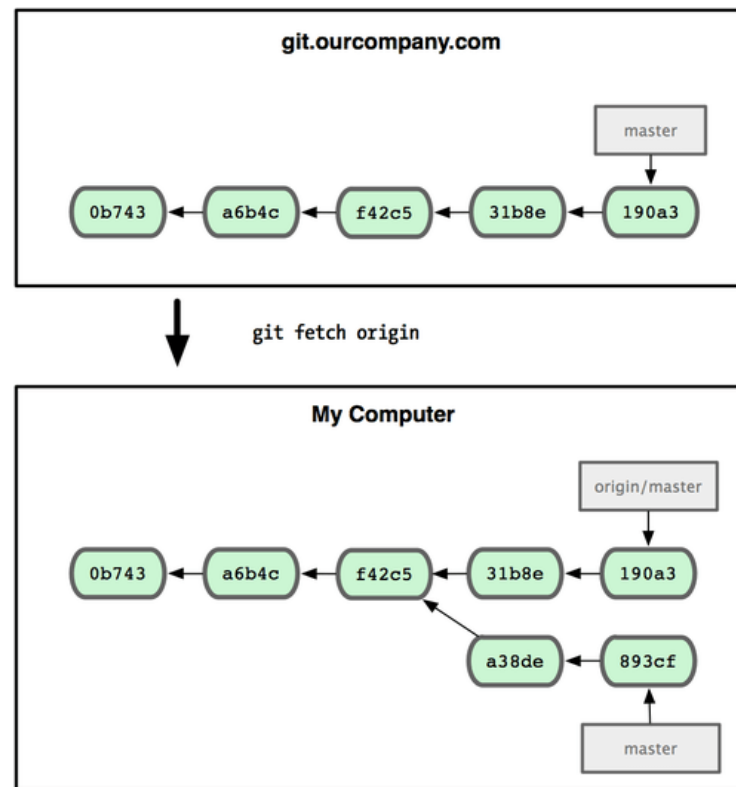 git.ourcompany.com
master
0b743 a6b4c f42c5 31b8e 190a3
git fetch origin
My Computer
origin/master
0b743 a6b4c f42c5 31b8e 190a3
a38de 893cf
master